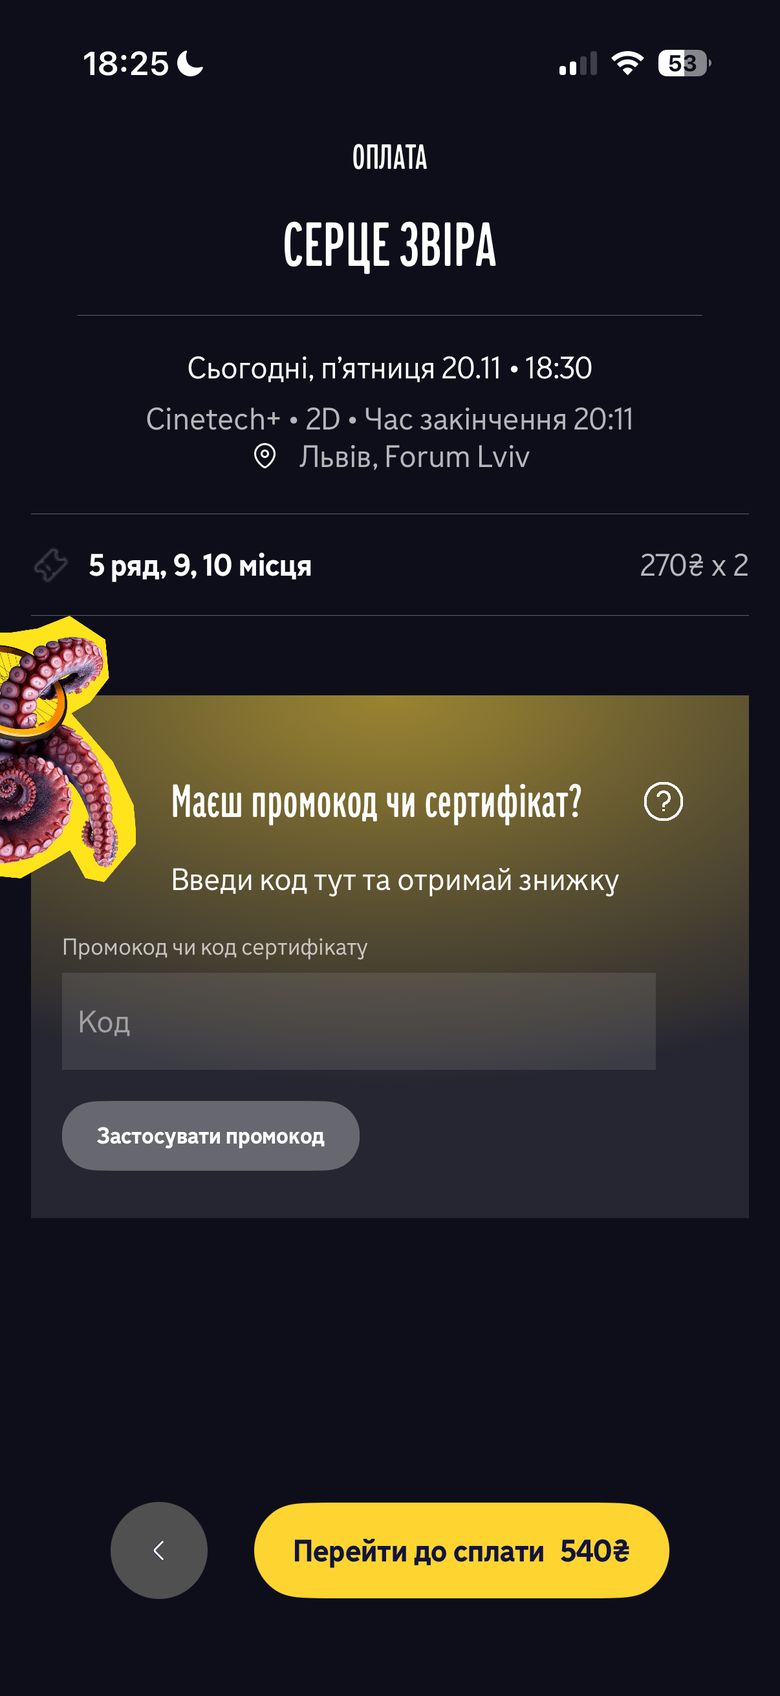 18:25
53
ОПЛАТА
СЕРЦЕ ЗВІРА
Сьогодні, п’ятниця 20.11 • 18:30
Cinetech+ • 2D • Час закінчення 20:11
Львів, Forum Lviv
5 ряд, 9, 10 місця 270₴ x 2
Маєш промокод чи сертифікат? ?
Введи код тут та отримай знижку
Промокод чи код сертифікату
Код
Застосувати промокод
Перейти до сплати 540₴